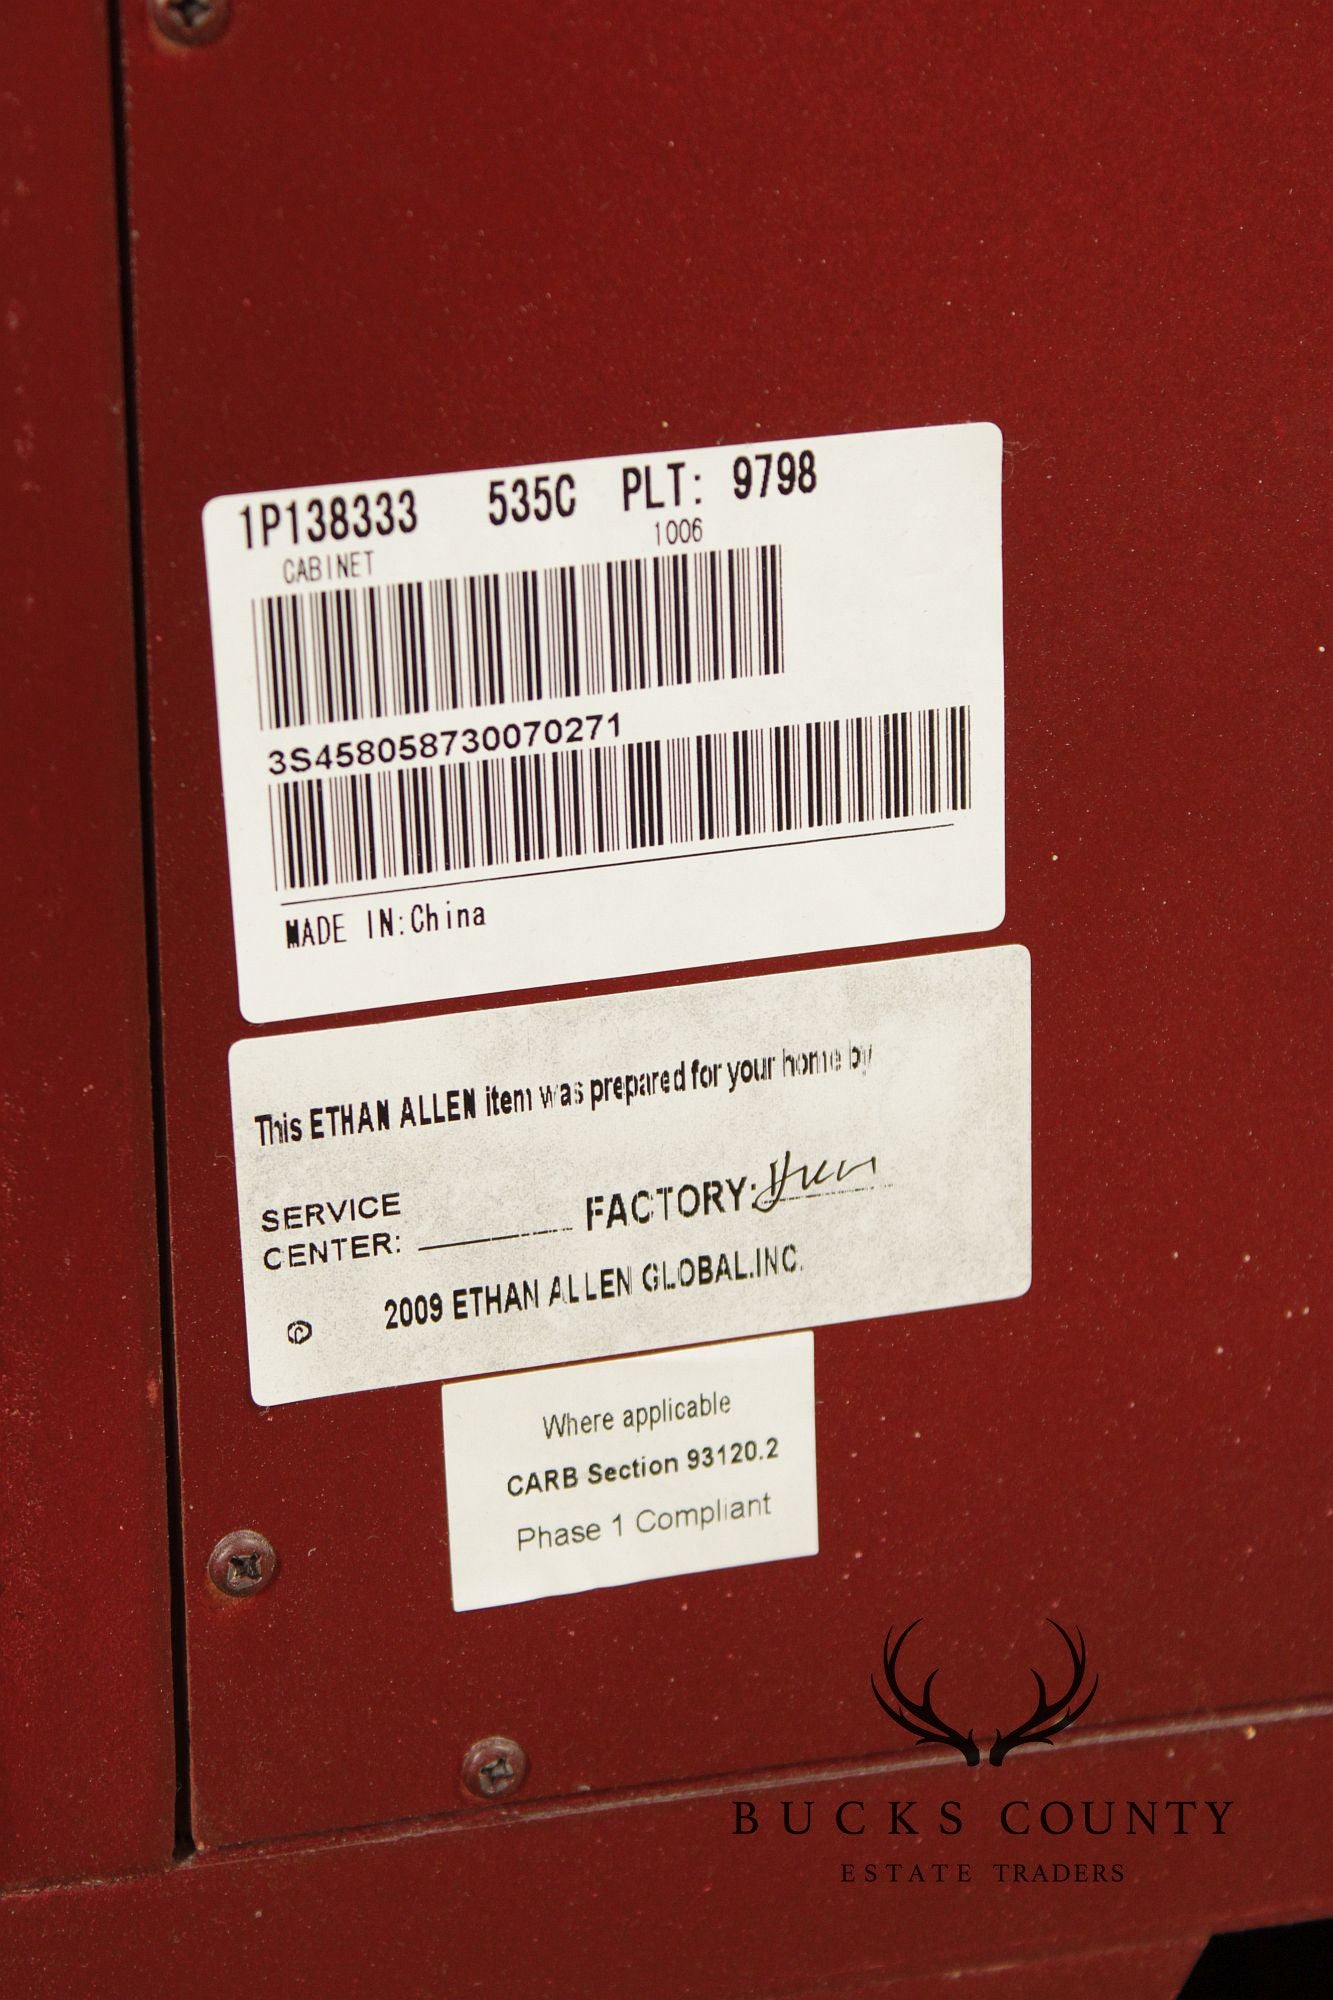 1P138333 535C PLT: 9798
CABINET 1006
3S458058730070271
MADE IN:China
This ETHAN ALLEN item was prepared for your home by
SERVICE
CENTER: FACTORY:
© 2009 ETHAN ALLEN GLOBAL.INC.
Where applicable
CARB Section 93120.2
Phase 1 Compliant
BUCKS COUNTY
ESTATE TRADERS